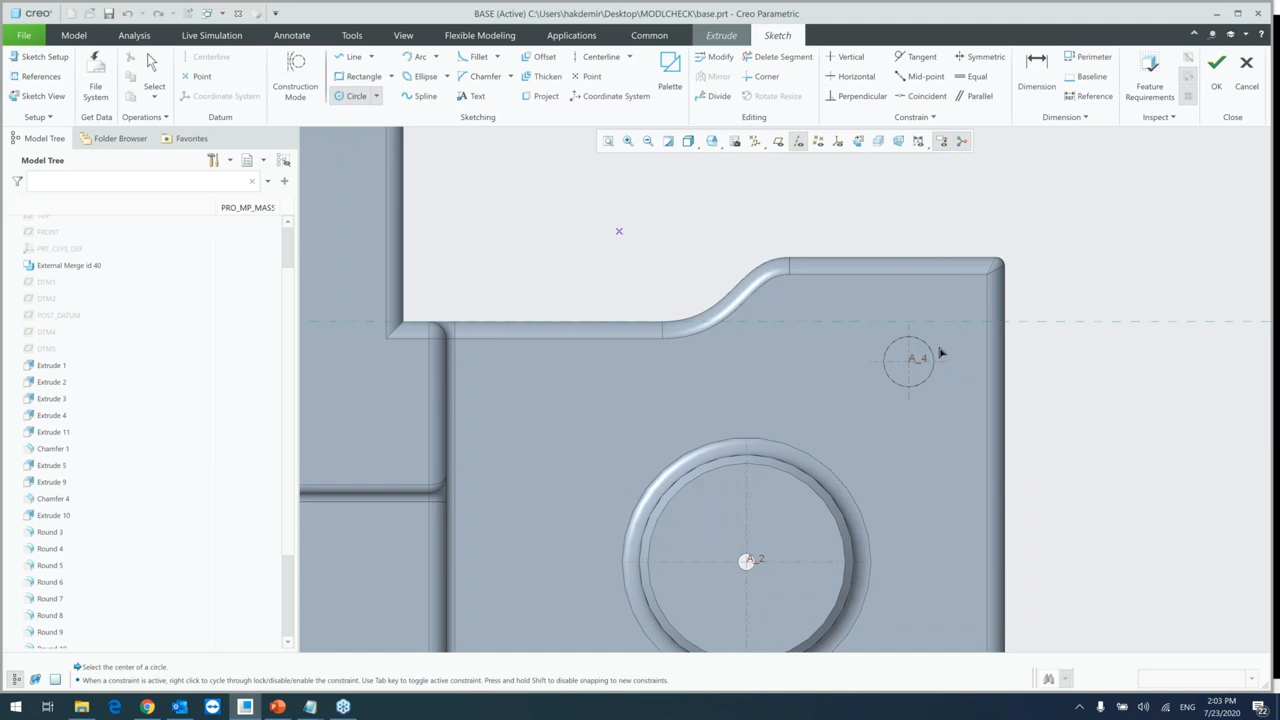 creo
BASE (Active) C:\Users\hakdemir\Desktop\MODLCHECK\base.prt - Creo Parametric
File Model Analysis Live Simulation Annotate Tools View Flexible Modeling Applications Common Extrude Sketch
Sketch Setup
References
Sketch View
Setup
File System
Get Data
Select
Operations
Centerline
Point
Coordinate System
Datum
Construction Mode
Line Arc Fillet Offset Centerline
Rectangle Ellipse Chamfer Thicken Point
Circle Spline Text Project Coordinate System
Palette
Sketching
Modify Delete Segment
Mirror Corner
Divide Rotate Resize
Editing
Vertical Tangent Symmetric
Horizontal Mid-point Equal
Perpendicular Coincident Parallel
Constrain
Dimension
Perimeter
Baseline
Reference
Dimension
Feature Requirements
Inspect
OK
Cancel
Close
Model Tree Folder Browser Favorites
Model Tree
PRO_MP_MASS
FRONT
PRT_CSYS_DEF
External Merge id 40
DTM1
DTM2
POST_DATUM
DTM4
DTM5
Extrude 1
Extrude 2
Extrude 3
Extrude 4
Extrude 11
Chamfer 1
Extrude 5
Extrude 9
Chamfer 4
Extrude 10
Round 3
Round 4
Round 5
Round 6
Round 7
Round 8
Round 9
A_4
A_2
Select the center of a circle.
• When a constraint is active, right click to cycle through lock/disable/enable the constraint. Use Tab key to toggle active constraint. Press and hold Shift to disable snapping to new constraints.
ENG
2:03 PM
7/23/2020
22